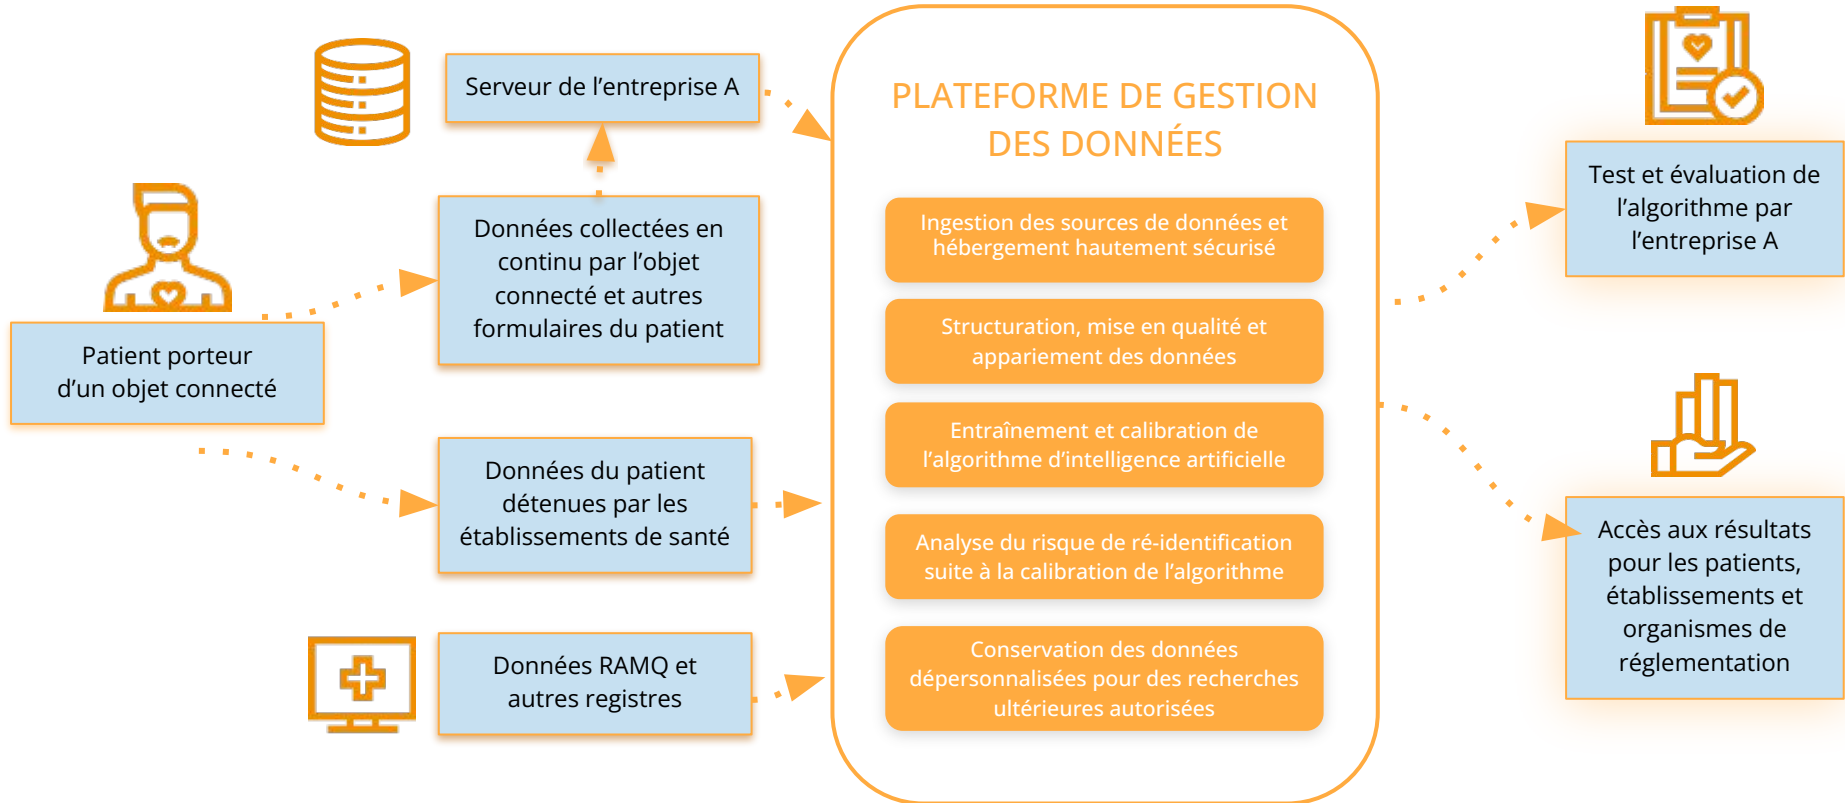 Serveur de l’entreprise A
Données collectées en
continu par l’objet
connecté et autres
formulaires du patient
Patient porteur
d’un objet connecté
Données du patient
détenues par les
établissements de santé
Données RAMQ et
autres registres
PLATEFORME DE GESTION
DES DONNÉES
Ingestion des sources de données et
hébergement hautement sécurisé
Structuration, mise en qualité et
appariement des données
Entraînement et calibration de
l’algorithme d’intelligence artificielle
Analyse du risque de ré-identification
suite à la calibration de l’algorithme
Conservation des données
dépersonnalisées pour des recherches
ultérieures autorisées
Test et évaluation de
l’algorithme par
l’entreprise A
Accès aux résultats
pour les patients,
établissements et
organismes de
réglementation